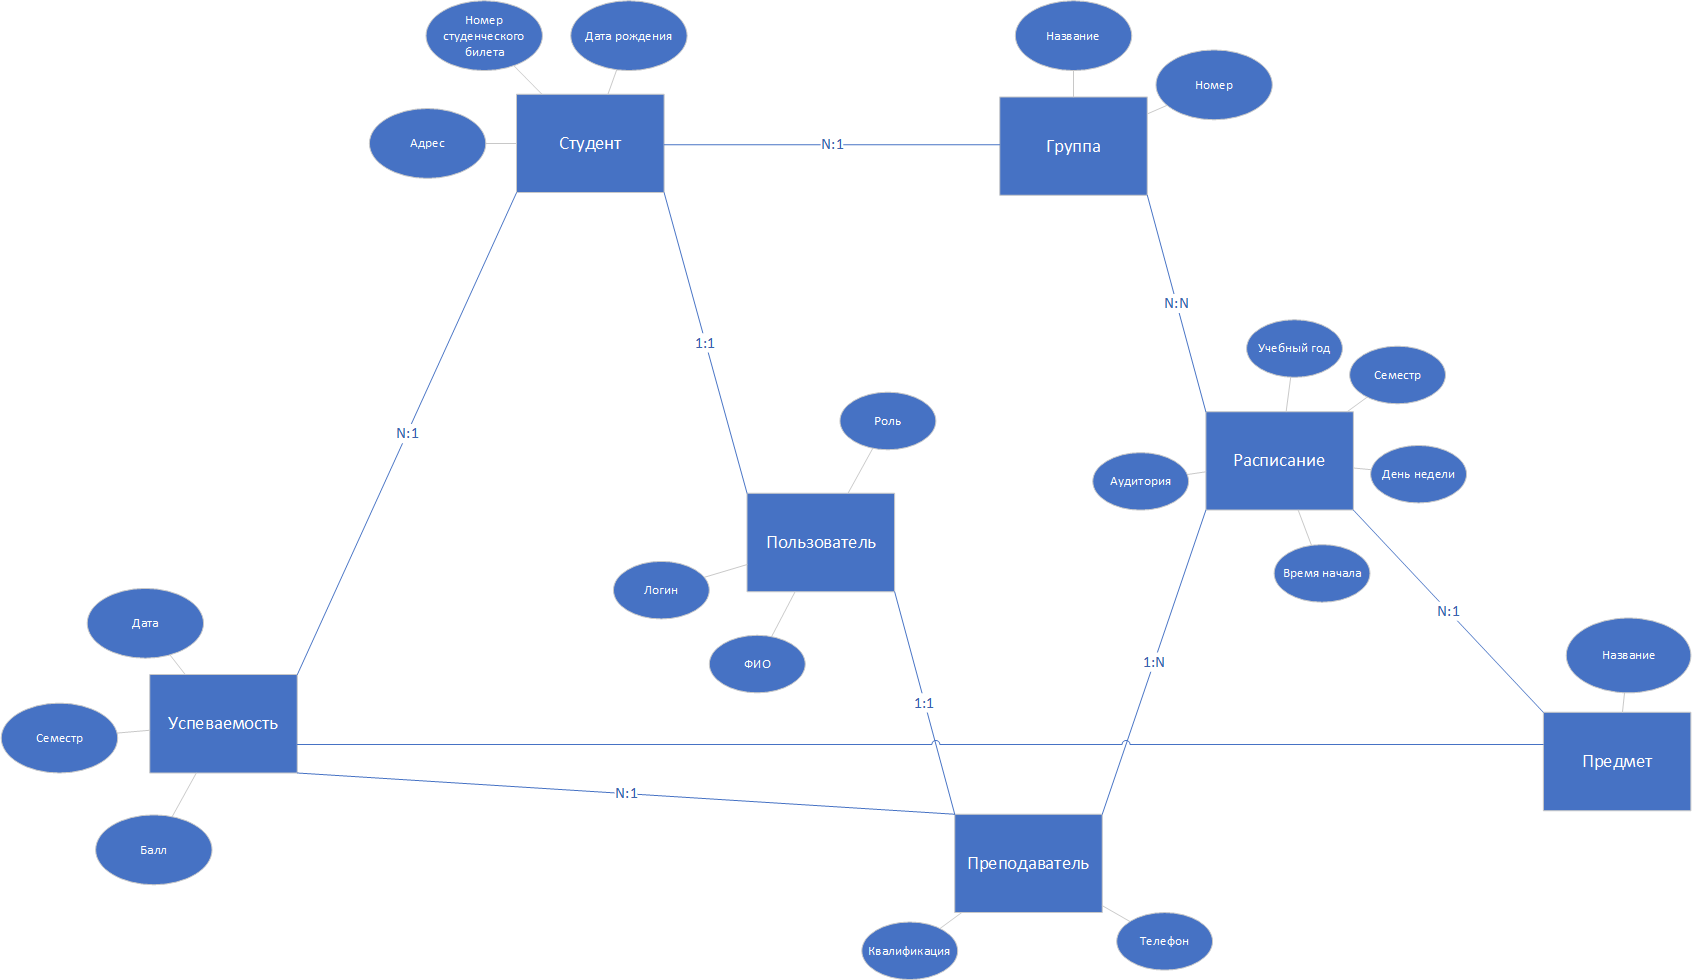 Номер
студенческого
билета
Дата рождения
Название
Номер
Адрес
Студент
N:1
Группа
N:N
1:1
Учебный год
Семестр
Роль
N:1
Расписание
Аудитория
День недели
Пользователь
Время начала
Логин
N:1
Дата
ФИО
1:N
Название
1:1
Успеваемость
Семестр
Предмет
N:1
Балл
Преподаватель
Квалификация
Телефон